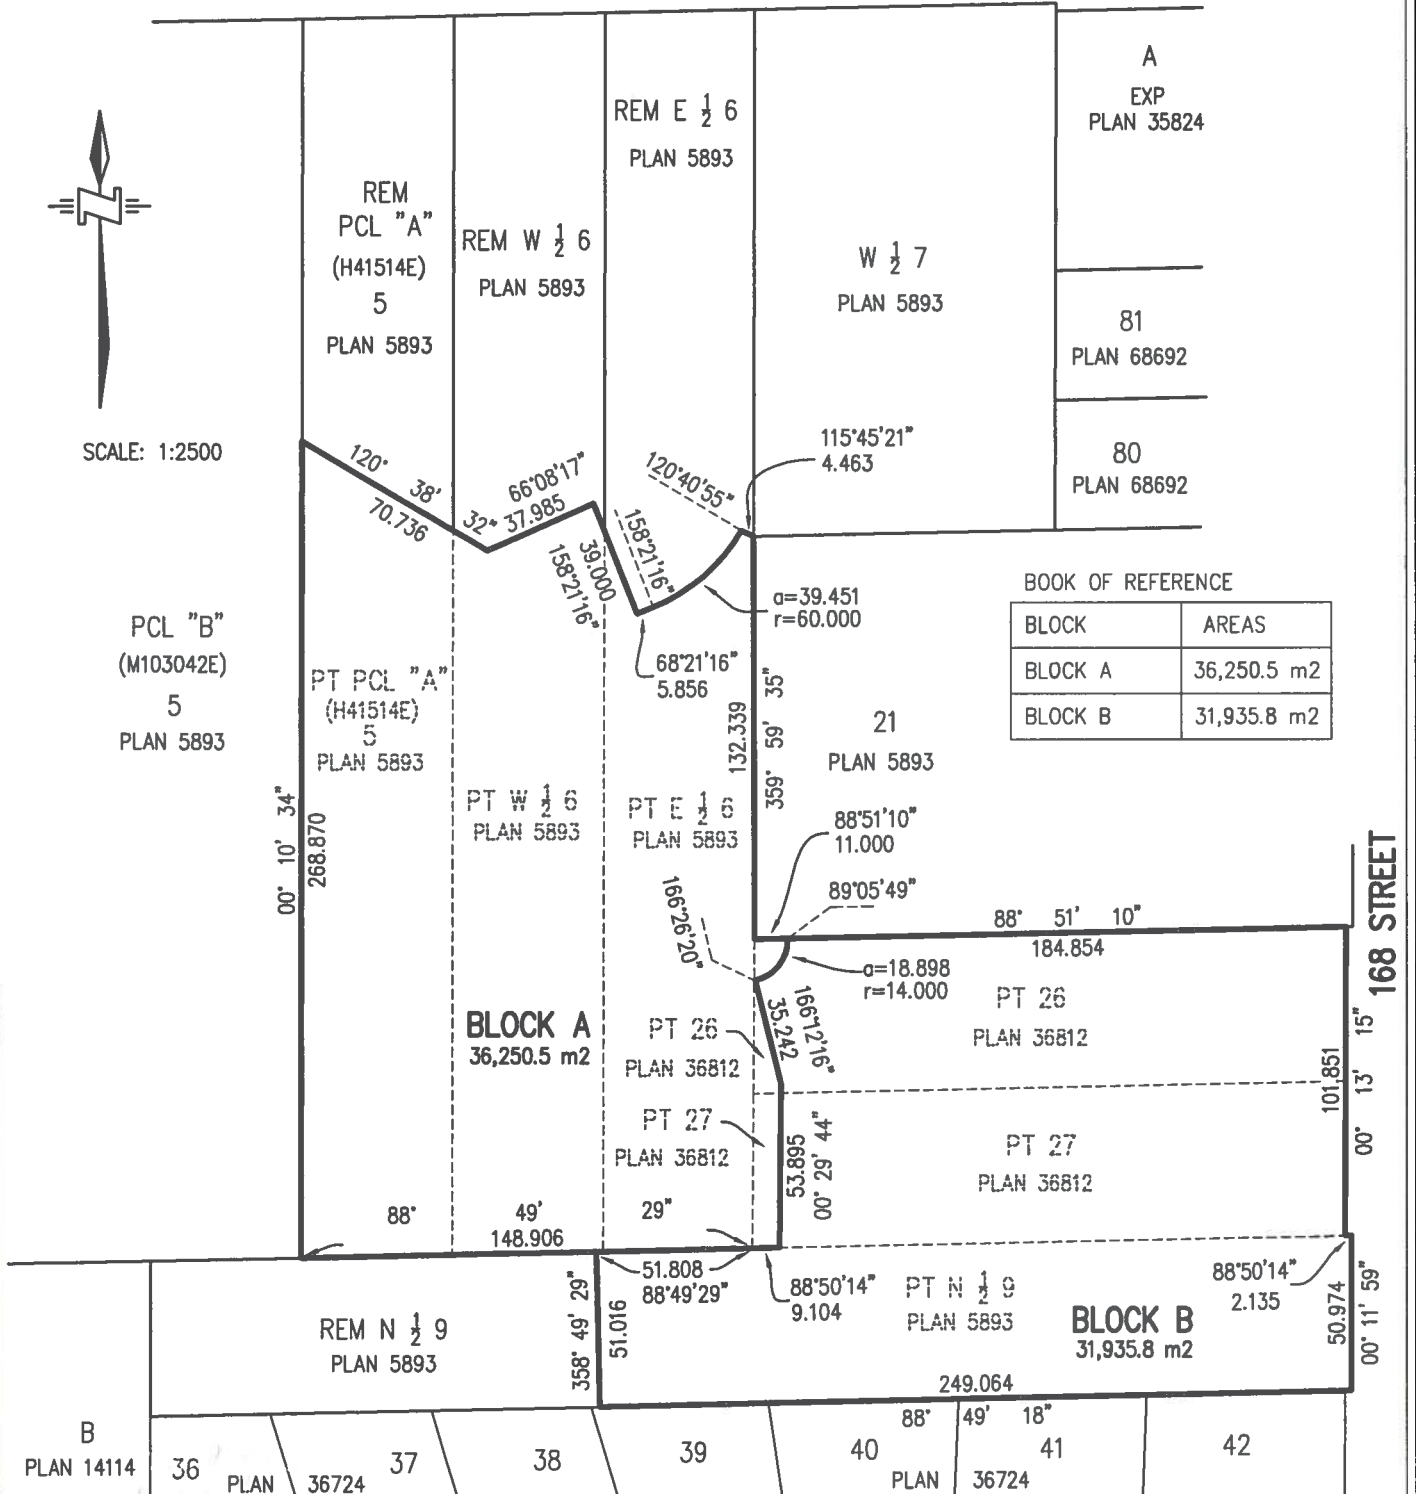 A
EXP
PLAN 35824
REM E 1/2 6
PLAN 5893
REM
PCL "A"
(H41514E)
5
PLAN 5893
REM W 1/2 6
PLAN 5893
W 1/2 7
PLAN 5893
81
PLAN 68692
80
PLAN 68692
SCALE: 1:2500
120° 38' 32"
70.736
66°08'17"
37.985
158°21'16"
39.000
158°21'16"
120°40'55"
115°45'21"
4.463
a=39.451
r=60.000
68°21'16"
5.856
BOOK OF REFERENCE
BLOCK AREAS
BLOCK A 36,250.5 m2
BLOCK B 31,935.8 m2
PCL "B"
(M103042E)
5
PLAN 5893
PT PCL "A"
(H41514E)
5
PLAN 5893
132.339
359° 59' 35"
21
PLAN 5893
00° 10' 34"
268.870
PT W 1/2 6
PLAN 5893
PT E 1/2 6
PLAN 5893
88°51'10"
11.000
89°05'49"
166°26'20"
88° 51' 10"
184.854
168 STREET
a=18.898
r=14.000
166°12'16"
35.242
BLOCK A
36,250.5 m2
PT 26
PLAN 36812
PT 26
PLAN 36812
101.851
00° 13' 15"
PT 27
PLAN 36812
53.895
00° 29' 44"
PT 27
PLAN 36812
88° 49' 29"
148.906
51.808
88°49'29"
88°50'14"
9.104
PT N 1/2 9
PLAN 5893
BLOCK B
31,935.8 m2
88°50'14"
2.135
50.974
00° 11' 59"
REM N 1/2 9
PLAN 5893
358° 49' 29"
51.016
249.064
88° 49' 18"
B
PLAN 14114
36
37
38
39
40
41
42
PLAN 36724
PLAN 36724